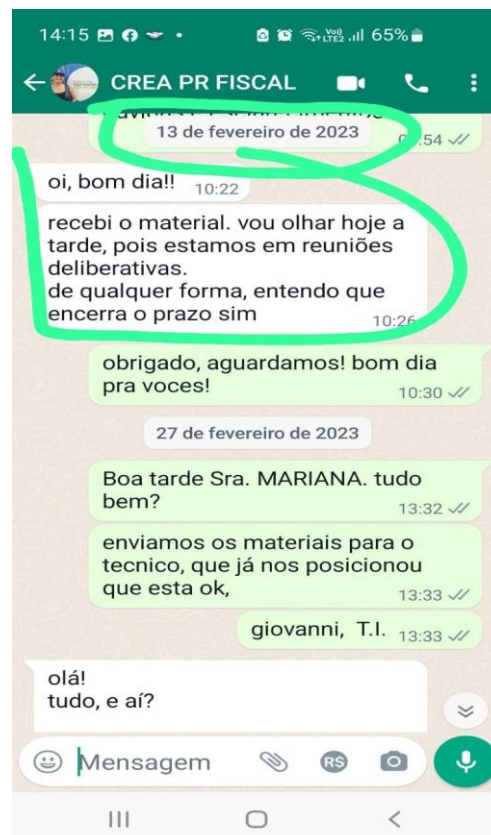 14:15 65%
CREA PR FISCAL
13 de fevereiro de 2023
oi, bom dia!! 10:22
recebi o material. vou olhar hoje a
tarde, pois estamos em reuniões
deliberativas.
de qualquer forma, entendo que
encerra o prazo sim
10:26
obrigado, aguardamos! bom dia
pra voces!
10:30
27 de fevereiro de 2023
Boa tarde Sra. MARIANA. tudo
bem?
13:32
enviamos os materiais para o
tecnico, que já nos posicionou
que esta ok,
13:33
giovanni, T.I. 13:33
olá!
tudo, e aí?
Mensagem R$